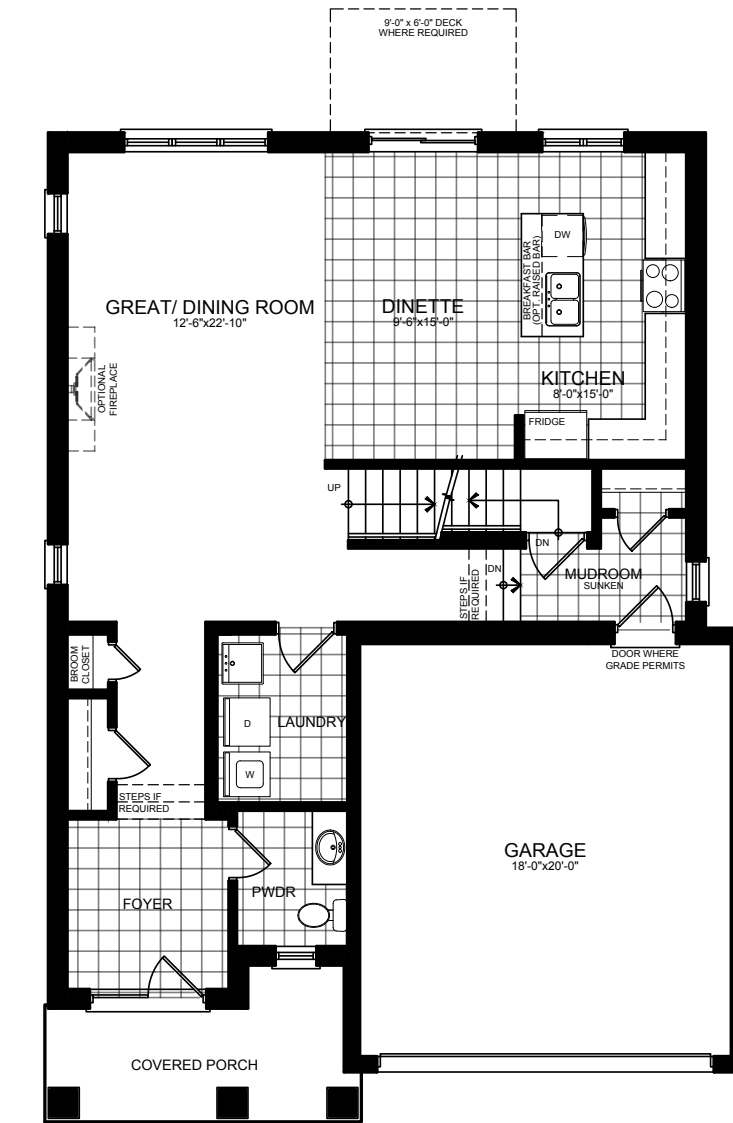 9'-0" x 6'-0" DECK
WHERE REQUIRED
DW
BREAKFAST BAR
(OPT. RAISED BAR)
GREAT/ DINING ROOM
12'-6"x22'-10"
DINETTE
9'-6"x15'-0"
OPTIONAL
FIREPLACE
KITCHEN
8'-0"x15'-0"
FRIDGE
UP
DN
DN
STEPS IF
REQUIRED
MUDROOM
SUNKEN
BROOM
CLOSET
DOOR WHERE
GRADE PERMITS
D
LAUNDRY
W
STEPS IF
REQUIRED
GARAGE
18'-0"x20'-0"
PWDR
FOYER
COVERED PORCH